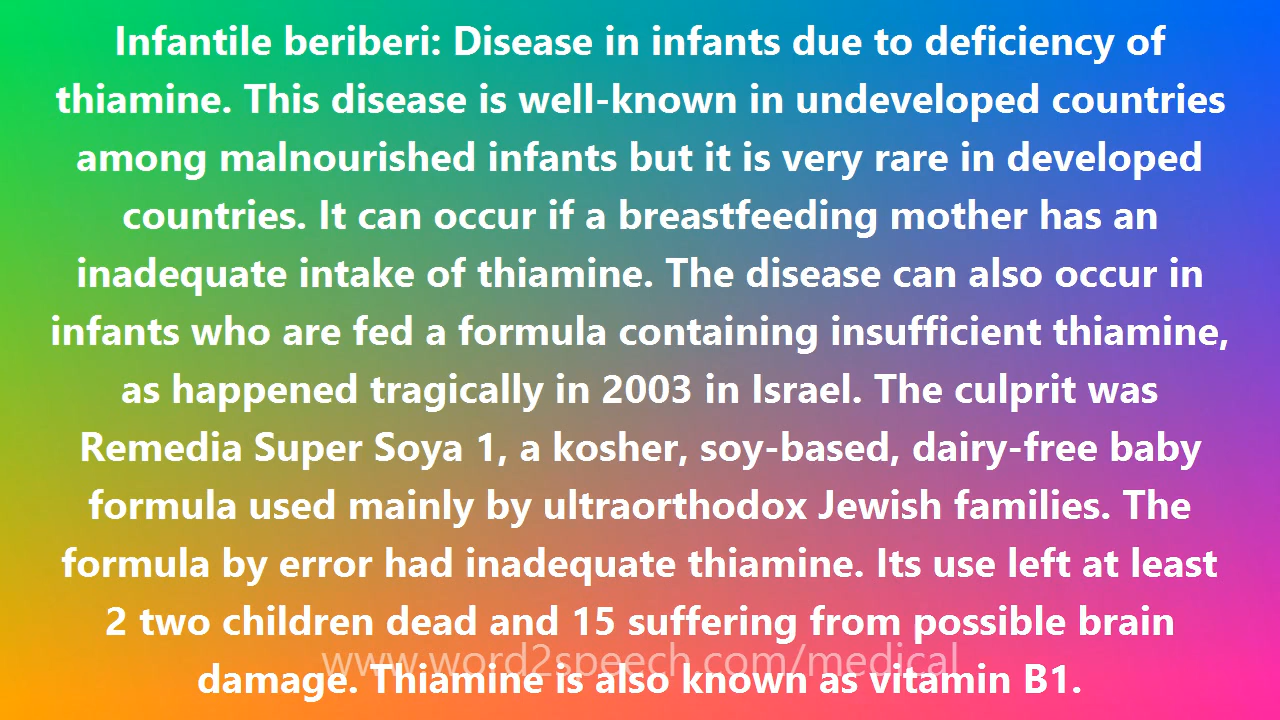 Infantile beriberi: Disease in infants due to deficiency of
thiamine. This disease is well-known in undeveloped countries
among malnourished infants but it is very rare in developed
countries. It can occur if a breastfeeding mother has an
inadequate intake of thiamine. The disease can also occur in
infants who are fed a formula containing insufficient thiamine,
as happened tragically in 2003 in Israel. The culprit was
Remedia Super Soya 1, a kosher, soy-based, dairy-free baby
formula used mainly by ultraorthodox Jewish families. The
formula by error had inadequate thiamine. Its use left at least
2 two children dead and 15 suffering from possible brain
www.word2speech.com/medical
damage. Thiamine is also known as vitamin B1.